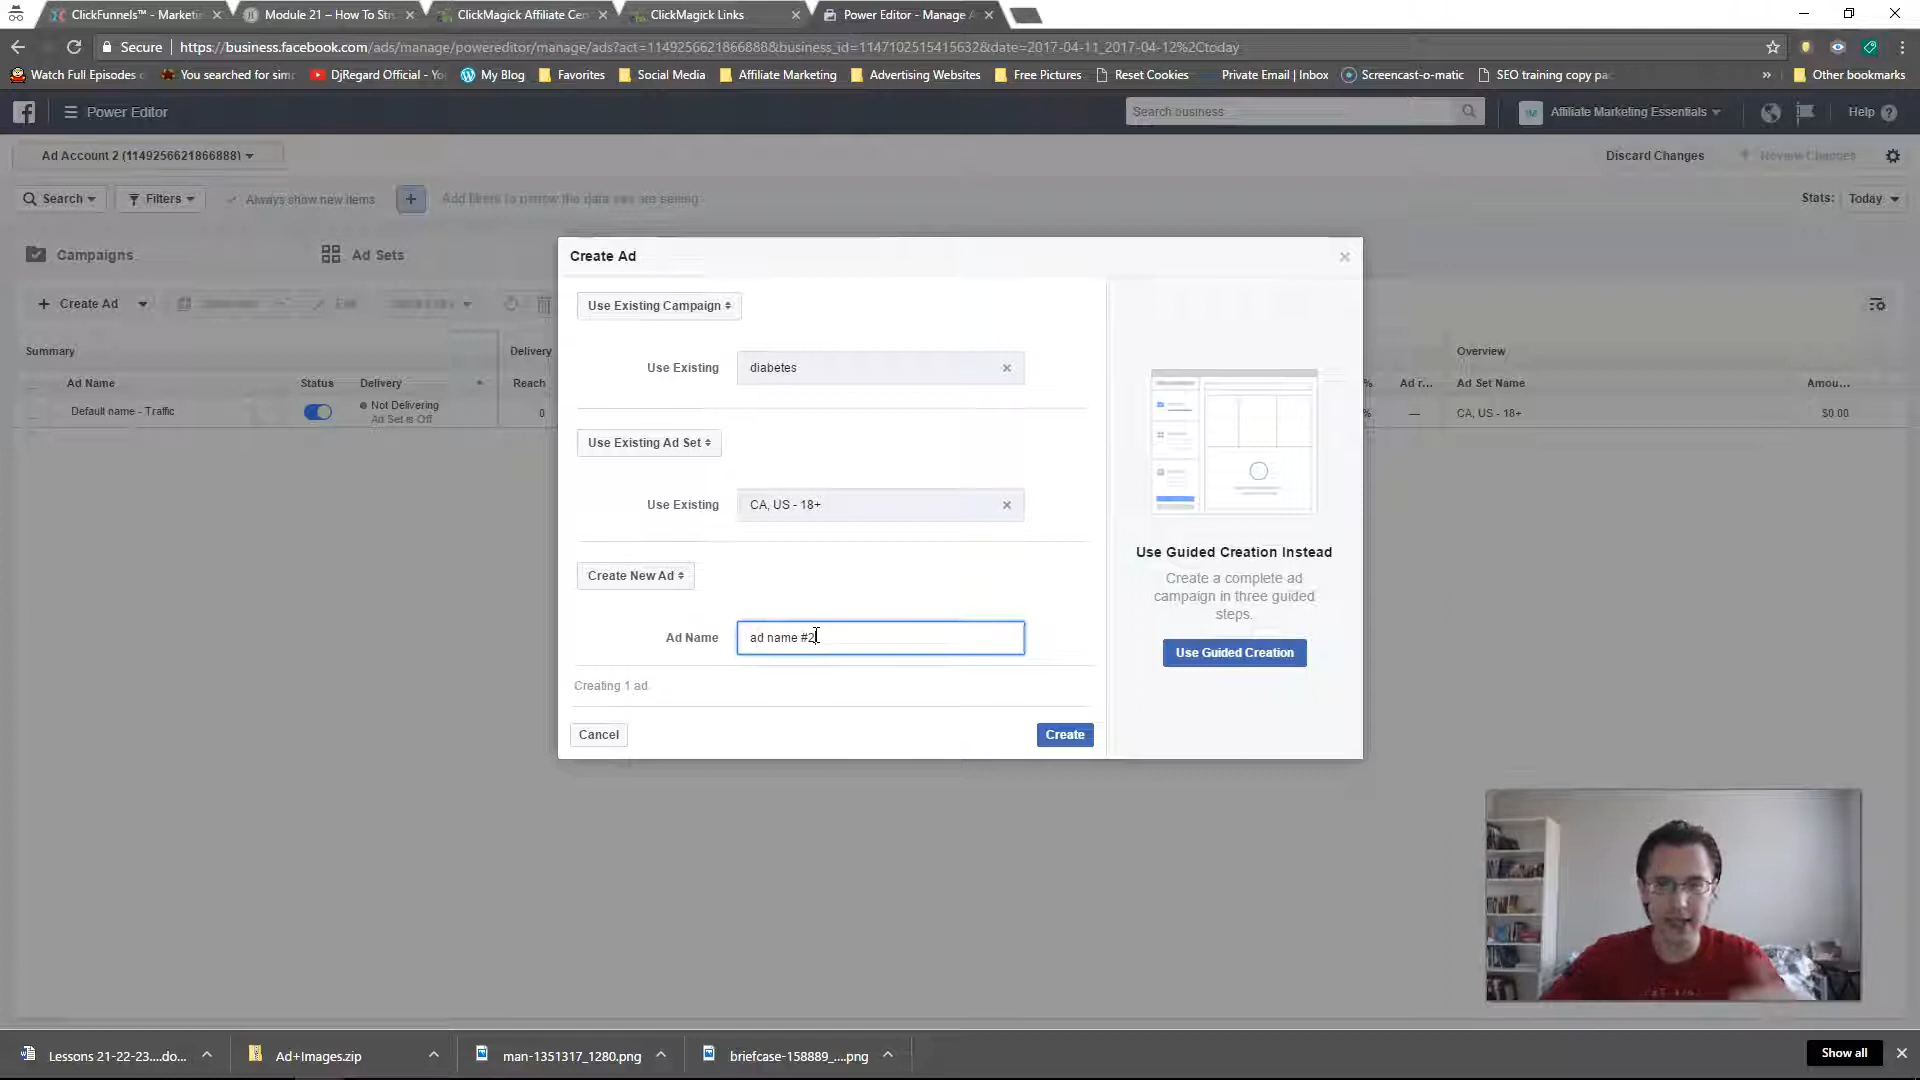 ClickFunnels™ - Marketi
Module 21 – How To Str
ClickMagick Affiliate Cen
ClickMagick Links
Power Editor - Manage A
Secure
https://business.facebook.com/ads/manage/powereditor/manage/ads?act=1149256621866888&business_id=1147102515415632&date=2017-04-11_2017-04-12%2Ctoday
Watch Full Episodes
You searched for sim
DjRegard Official - Yo
My Blog
Favorites
Social Media
Affiliate Marketing
Advertising Websites
Free Pictures
Reset Cookies
Private Email | Inbox
Screencast-o-matic
SEO training copy pa
»
Other bookmarks
Power Editor
Search business
Affiliate Marketing Essentials
Help
Ad Account 2 (1149256621866888)
Discard Changes
Review Changes
Search
Filters
Always show new items
+
Add filters to narrow the data you are seeing.
Stats:
Today
Campaigns
Ad Sets
+ Create Ad
Summary
Delivery
Overview
Ad Name
Status
Delivery
Reach
%
Ad r...
Ad Set Name
Amou...
Default name - Traffic
Not Delivering
Ad Set is Off
0
%
—
CA, US - 18+
$0.00
Create Ad
Use Existing Campaign
Use Existing
diabetes
Use Existing Ad Set
Use Existing
CA, US - 18+
Create New Ad
Ad Name
ad name #2
Creating 1 ad
Cancel
Create
Use Guided Creation Instead
Create a complete ad
campaign in three guided
steps.
Use Guided Creation
Lessons 21-22-23....do...
Ad+Images.zip
man-1351317_1280.png
briefcase-158889_....png
Show all